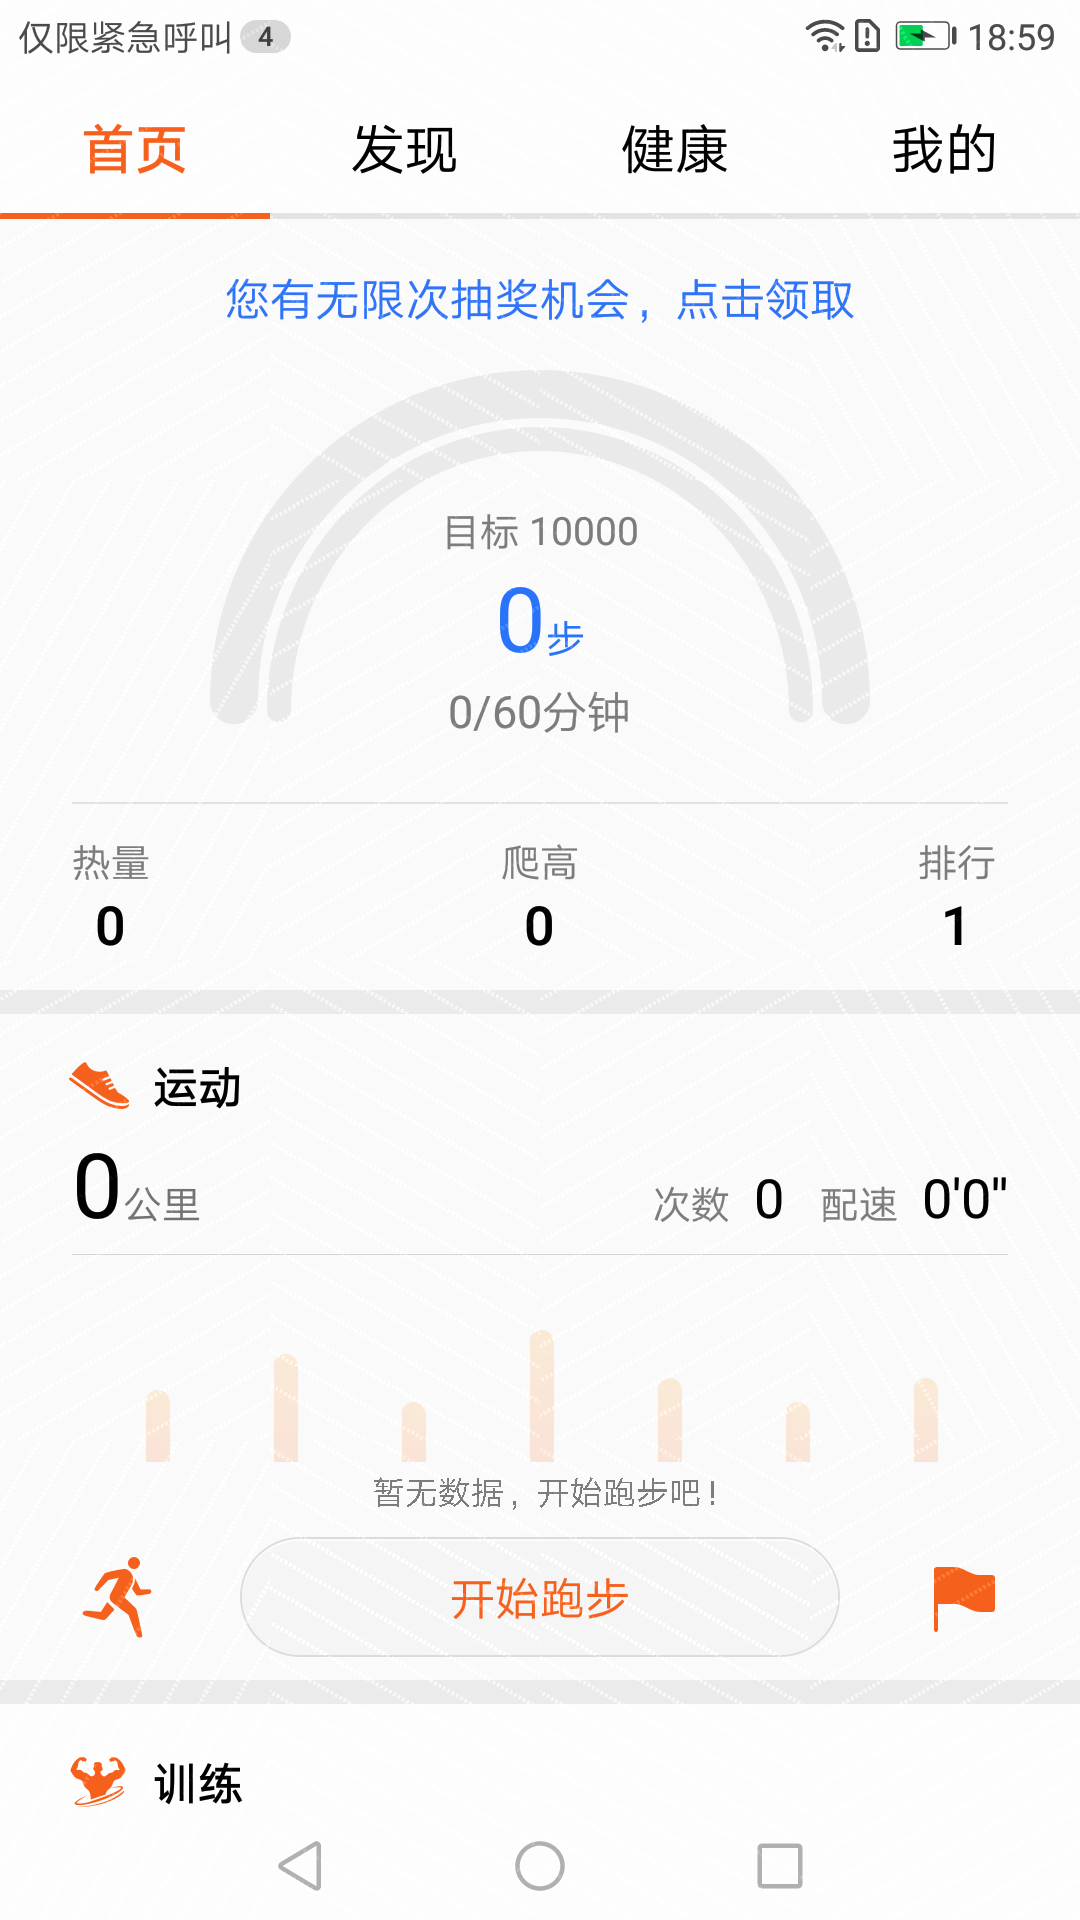 仅限紧急呼叫 4 18:59
首页 发现 健康 我的
您有无限次抽奖机会，点击领取
目标 10000
0步
0/60分钟
热量 爬高 排行
0 0 1
运动
0公里 次数 0 配速 0'0"
暂无数据，开始跑步吧！
开始跑步
训练